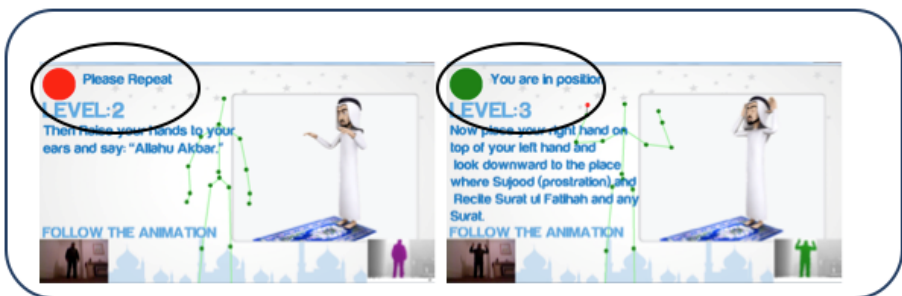 Please Repeat
LEVEL:2
Then Raise your hands to your
ears and say: "Allahu Akbar."
FOLLOW THE ANIMATION
You are in position
LEVEL:3
Now place your right hand on
top of your left hand and
look downward to the place
where Sujood (prostration),and
Recite Surat ul Fatihah and any
Surat.
FOLLOW THE ANIMATION